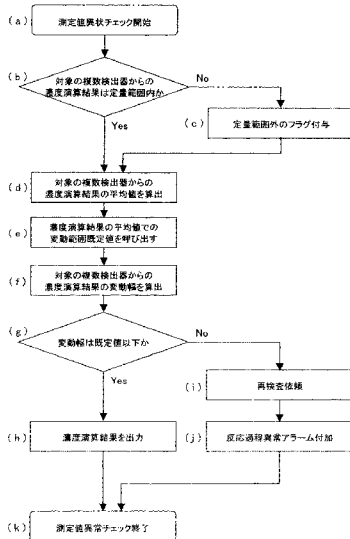 (a)
測定値異状チェック開始
(b)
対象の複数検出器からの
濃度演算結果は定量範囲内か
No
Yes
(c)
定量範囲外のフラグ付与
(d)
対象の複数検出器からの
濃度演算結果の平均値を算出
(e)
濃度演算結果の平均値での
変動範囲既定値を呼び出す
(f)
対象の複数検出器からの
濃度演算結果の変動幅を算出
(g)
変動幅は既定値以下か
No
Yes
(i)
再検査依頼
(h)
濃度演算結果を出力
(j)
反応過程異常アラーム付加
(k)
測定値異常チェック終了